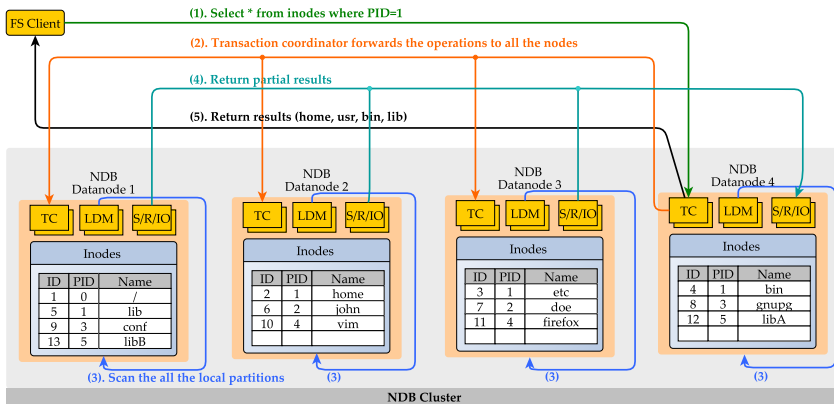 (1). Select * from inodes where PID=1
FS Client
(2). Transaction coordinator forwards the operations to all the nodes
(4). Return partial results
(5). Return results (home, usr, bin, lib)
NDB
Datanode 1
TC LDM S/R/IO
Inodes
ID PID Name
1 0 /
5 1 lib
9 3 conf
13 5 libB
NDB
Datanode 2
TC LDM S/R/IO
Inodes
ID PID Name
2 1 home
6 2 john
10 4 vim
NDB
Datanode 3
TC LDM S/R/IO
Inodes
ID PID Name
3 1 etc
7 2 doe
11 4 firefox
NDB
Datanode 4
TC LDM S/R/IO
Inodes
ID PID Name
4 1 bin
8 3 gnupg
12 5 libA
(3). Scan the all the local partitions
(3)
(3)
(3)
NDB Cluster